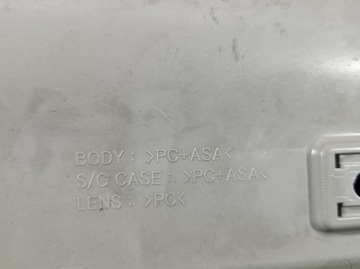 BODY : >PC+ASA<
S/G CASE : >PC+ASA<
LENS : >PC<